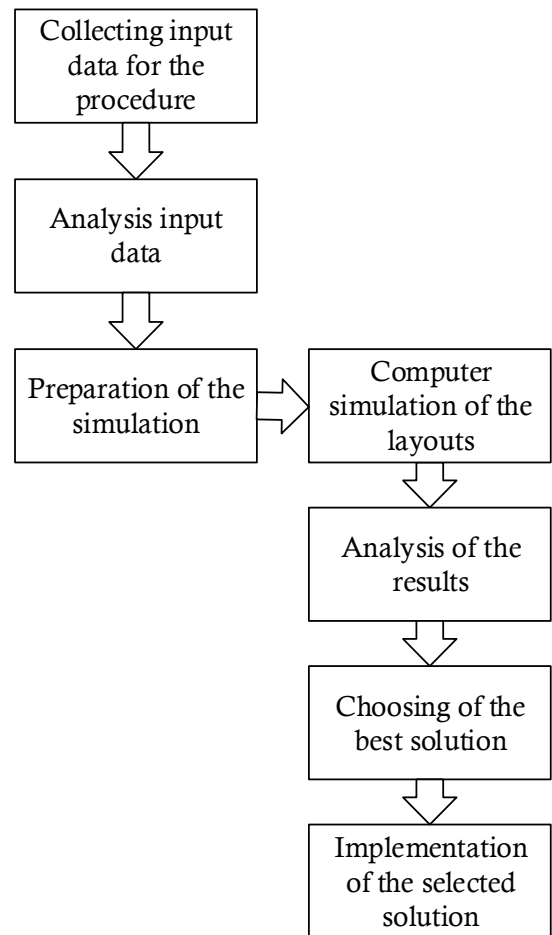 Collecting input
data for the
procedure
Analysis input
data
Preparation of the
simulation
Computer
simulation of the
layouts
Analysis of the
results
Choosing of the
best solution
Implementation
of the selected
solution